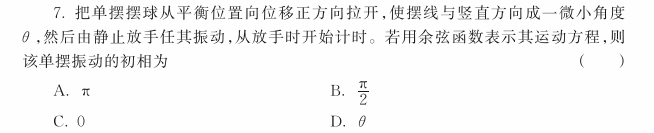 7. 把单摆摆球从平衡位置向位移正方向拉开,使摆线与竖直方向成一微小角度
θ,然后由静止放手任其振动,从放手时开始计时。若用余弦函数表示其运动方程,则
该单摆振动的初相为 ( )
A. π B. π/2
C. 0 D. θ